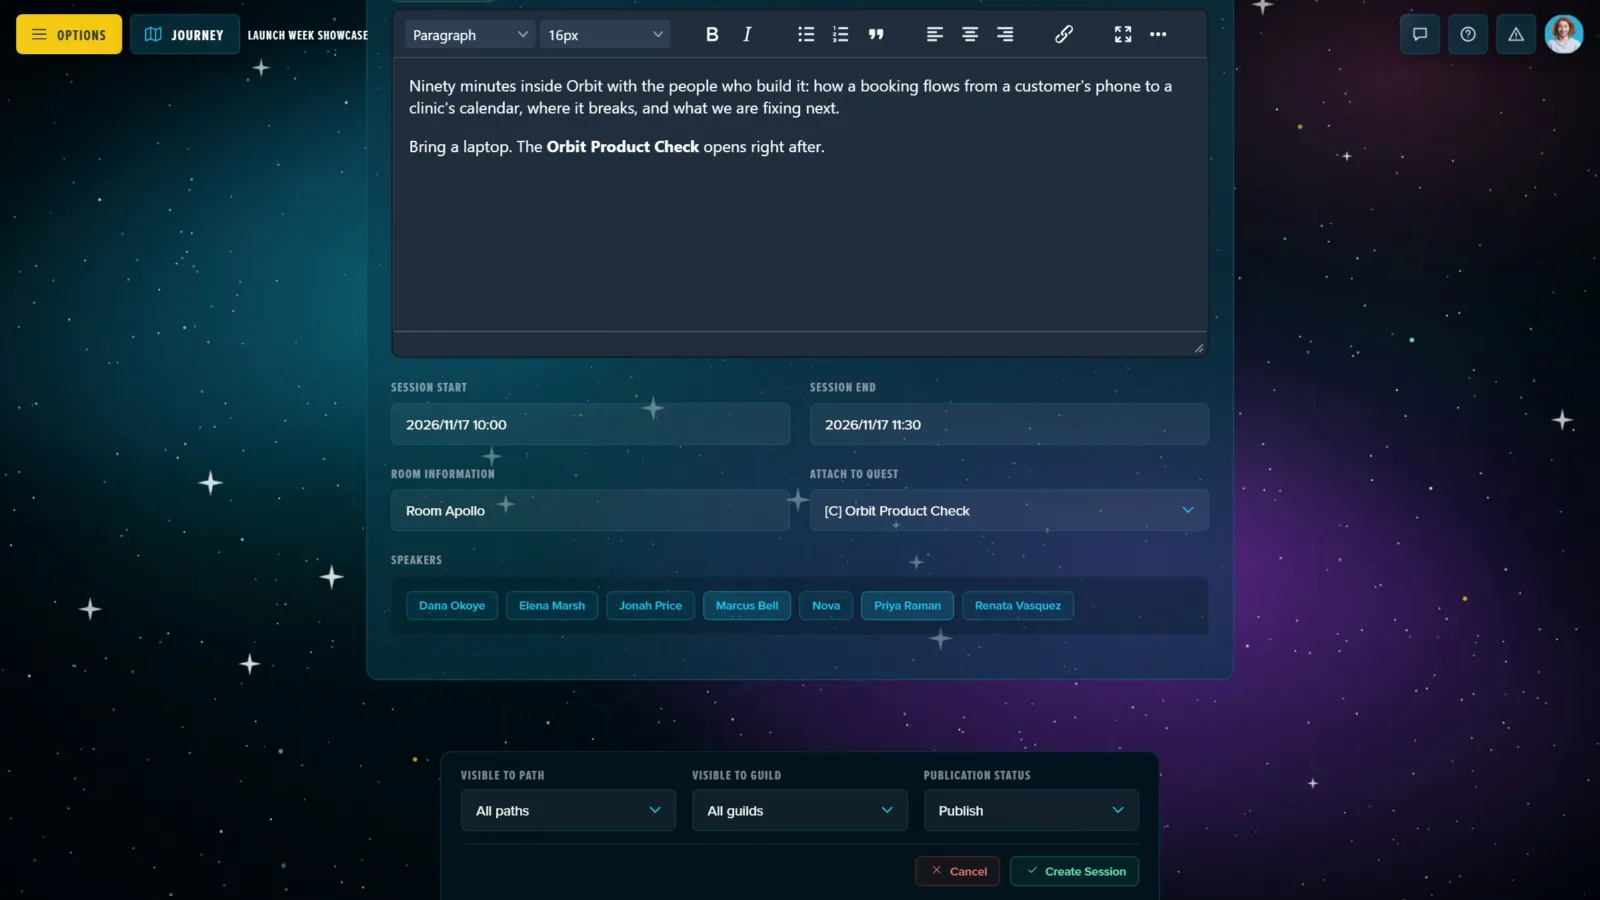 OPTIONS
JOURNEY
LAUNCH WEEK SHOWCASE
Paragraph
16px
Ninety minutes inside Orbit with the people who build it: how a booking flows from a customer's phone to a
clinic's calendar, where it breaks, and what we are fixing next.
Bring a laptop. The Orbit Product Check opens right after.
SESSION START
SESSION END
2026/11/17 10:00
2026/11/17 11:30
ROOM INFORMATION
ATTACH TO QUEST
Room Apollo
[C] Orbit Product Check
SPEAKERS
Dana Okoye
Elena Marsh
Jonah Price
Marcus Bell
Nova
Priya Raman
Renata Vasquez
VISIBLE TO PATH
VISIBLE TO GUILD
PUBLICATION STATUS
All paths
All guilds
Publish
Cancel
Create Session